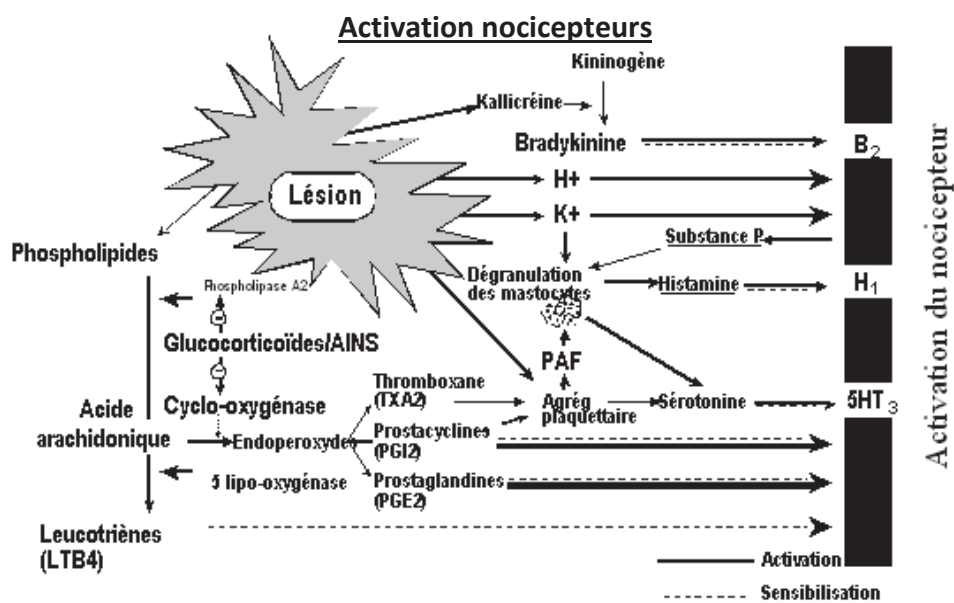 Activation nocicepteurs
Kininogène
Kallicréine
Bradykinine
B2
Lésion
H+
K+
Substance P
Phospholipides
Dégranulation
des mastocytes
Histamine
H1
Phospholipase A2
Glucocorticoïdes/AINS
PAF
Cyclo-oxygénase
Thromboxane
(TXA2)
Agrég
plaquettaire
Sérotonine
5HT3
Acide
arachidonique
Endoperoxydes
Prostacyclines
(PGI2)
5 lipo-oxygénase
Prostaglandines
(PGE2)
Leucotriènes
(LTB4)
Activation
Sensibilisation
Activation du nocicepteur